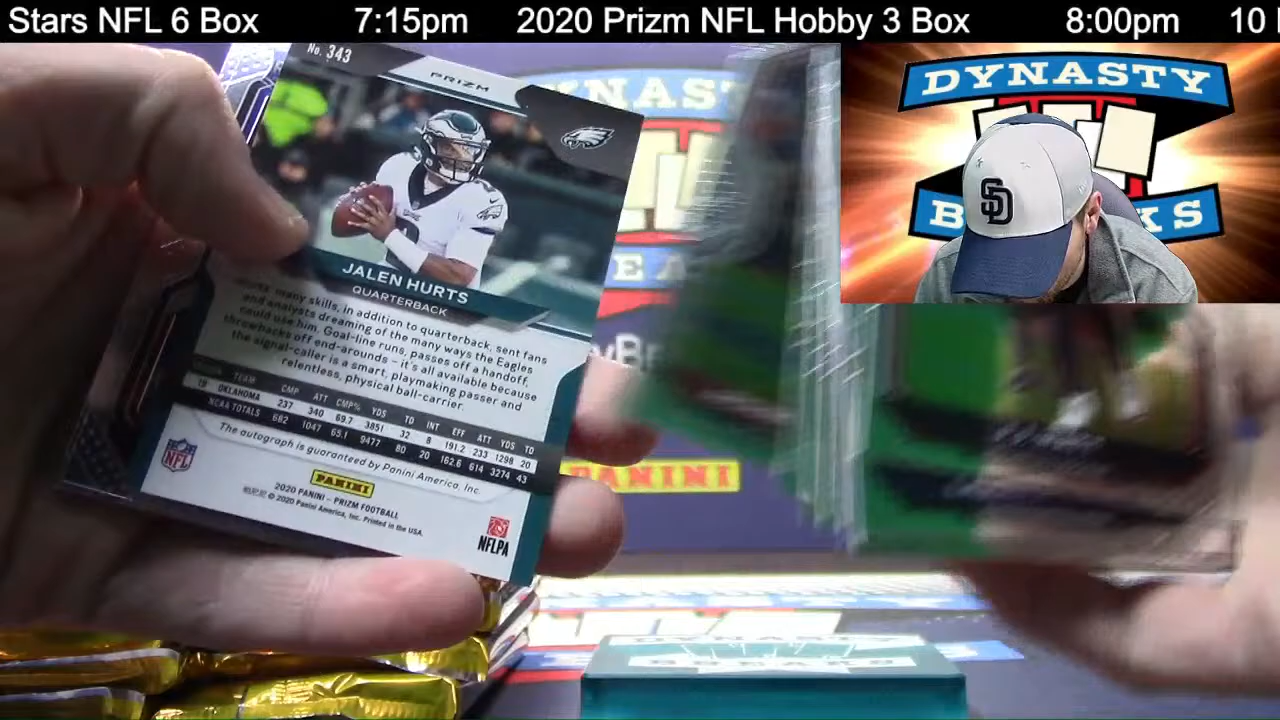 Stars NFL 6 Box 7:15pm 2020 Prizm NFL Hobby 3 Box 8:00pm 10
No. 343
PRIZM
JALEN HURTS
QUARTERBACK
many skills, in addition to quarterback, sent fans
and analysts dreaming of the many ways the Eagles
could use him. Goal-line runs, passes off a handoff,
throwbacks off end-arounds – it's all available because
the signal-caller is a smart, playmaking passer and
relentless, physical ball-carrier.
TEAM CMP ATT CMP% YDS TD INT EFF ATT YDS TD
19 OKLAHOMA 237 340 69.7 3851 32 8 191.2 233 1298 20
NCAA TOTALS 682 1047 65.1 9477 80 20 162.6 614 3274 43
The autograph is guaranteed by Panini America, Inc.
PANINI
NFL
2020 PANINI – PRIZM FOOTBALL
© 2020 Panini America, Inc. Printed in the USA.
NFLPA
NAS
EA
PANINI
DYNASTY
SD
B KS
DYNASTY
BREAKS